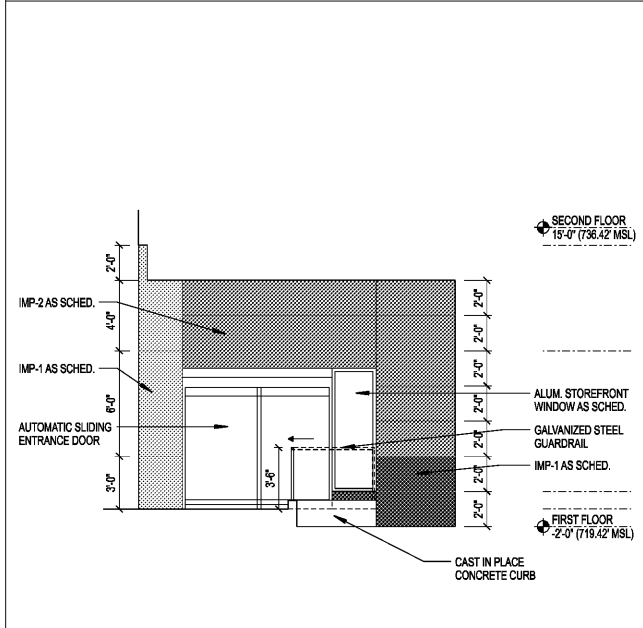 SECOND FLOOR
15'-0" (736.42' MSL)
2'-0"
4'-0"
6'-0"
3'-0"
IMP-2 AS SCHED.
IMP-1 AS SCHED.
AUTOMATIC SLIDING
ENTRANCE DOOR
3'-6"
2'-0"
2'-0"
2'-0"
2'-0"
2'-0"
2'-0"
2'-0"
ALUM. STOREFRONT
WINDOW AS SCHED.
GALVANIZED STEEL
GUARDRAIL
IMP-1 AS SCHED.
FIRST FLOOR
-2'-0" (719.42' MSL)
CAST IN PLACE
CONCRETE CURB